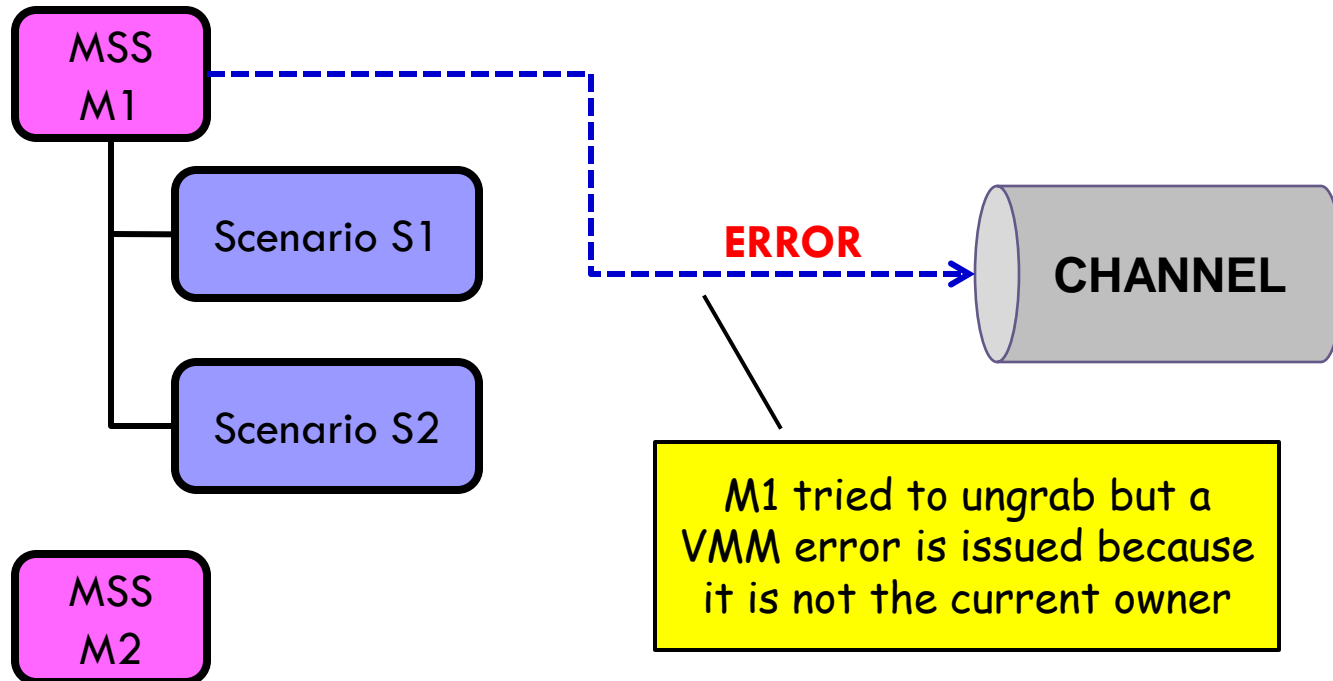 MSS
M1
Scenario S1
ERROR
CHANNEL
Scenario S2
M1 tried to ungrab but a
VMM error is issued because
it is not the current owner
MSS
M2